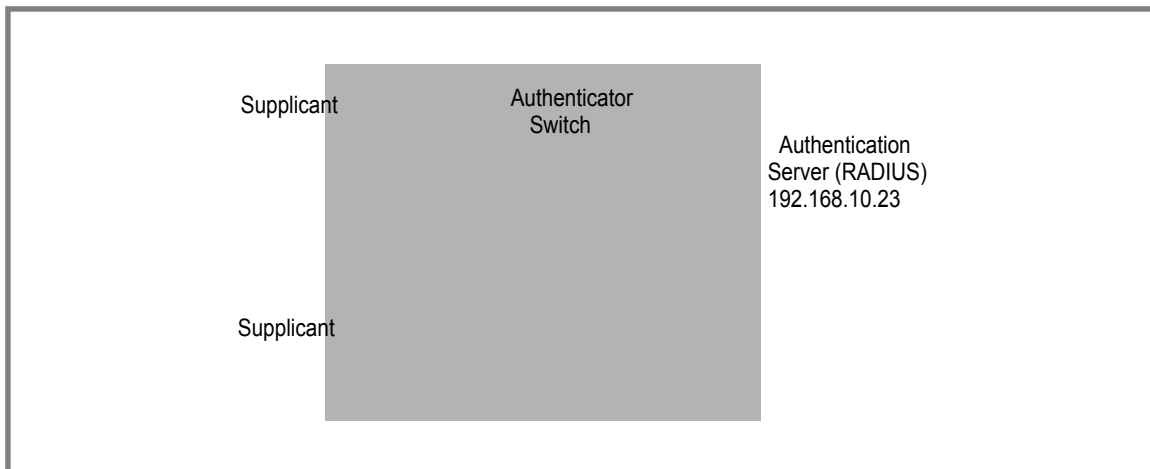 Supplicant
Authenticator
Switch
Authentication
Server (RADIUS)
192.168.10.23
Supplicant